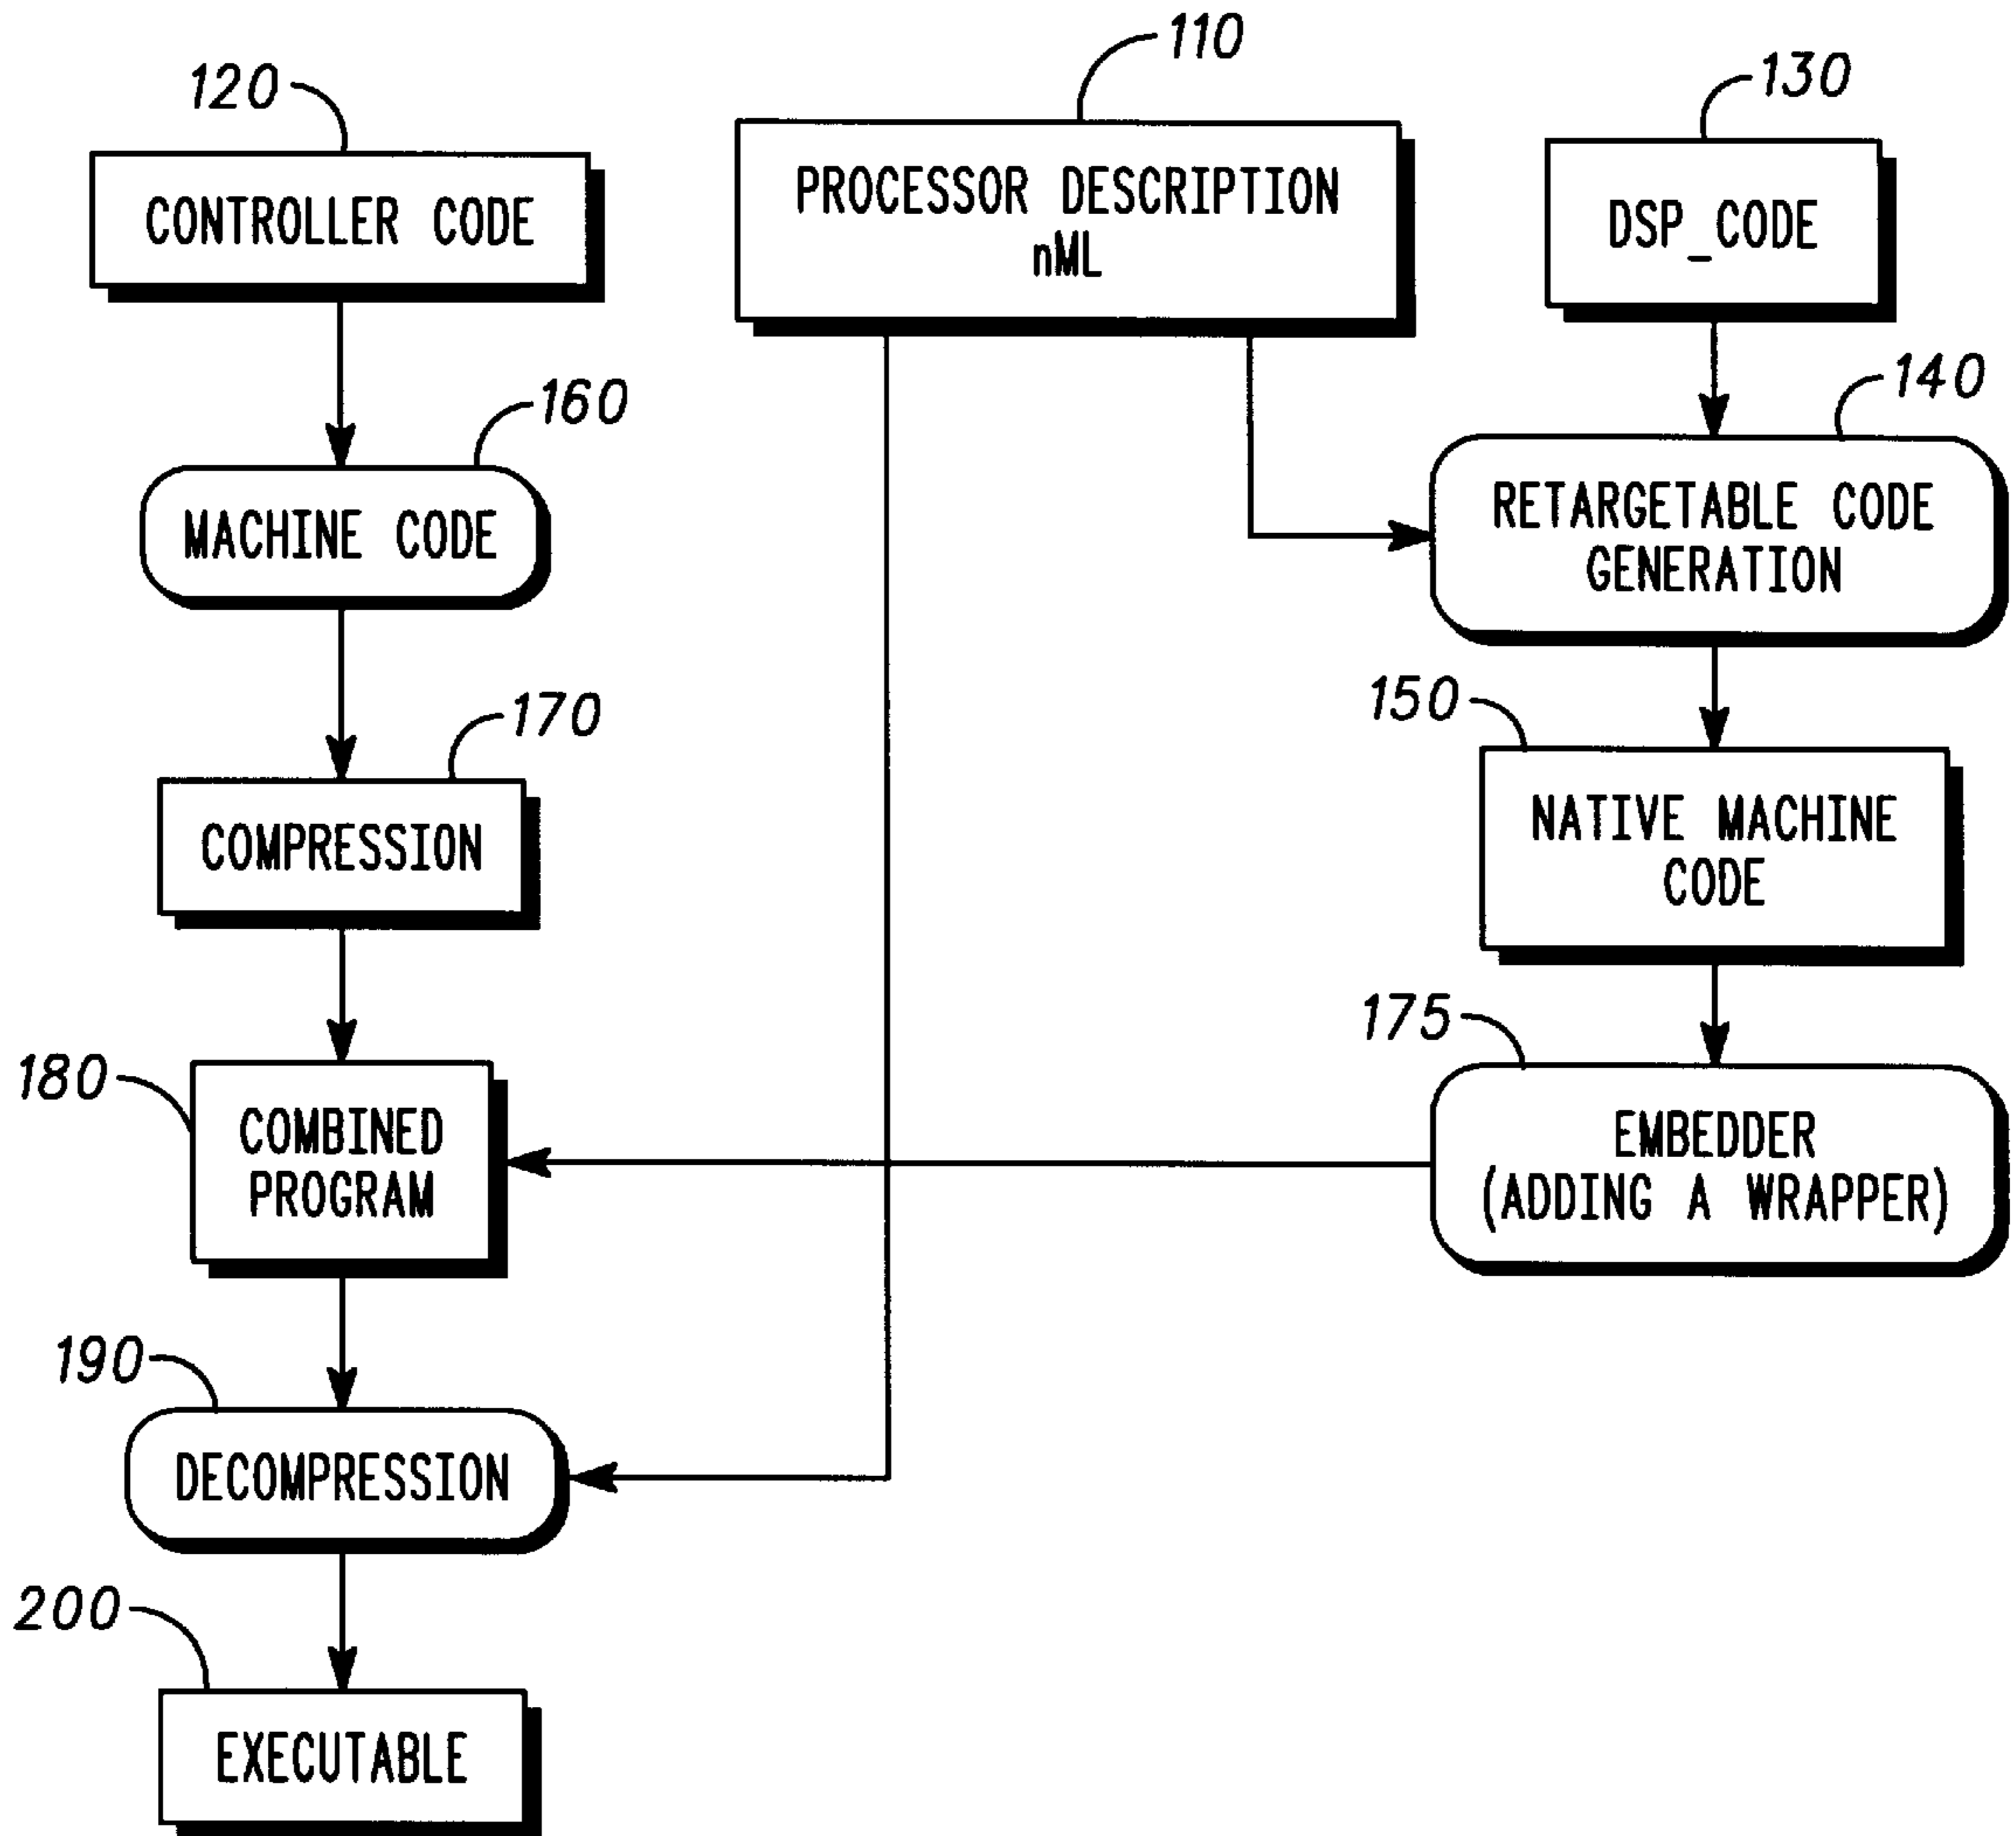 110
120
130
CONTROLLER CODE
PROCESSOR DESCRIPTION
nML
DSP_CODE
160
140
MACHINE CODE
RETARGETABLE CODE
GENERATION
170
150
COMPRESSION
NATIVE MACHINE
CODE
180
175
COMBINED
PROGRAM
EMBEDDER
(ADDING A WRAPPER)
190
DECOMPRESSION
200
EXECUTABLE